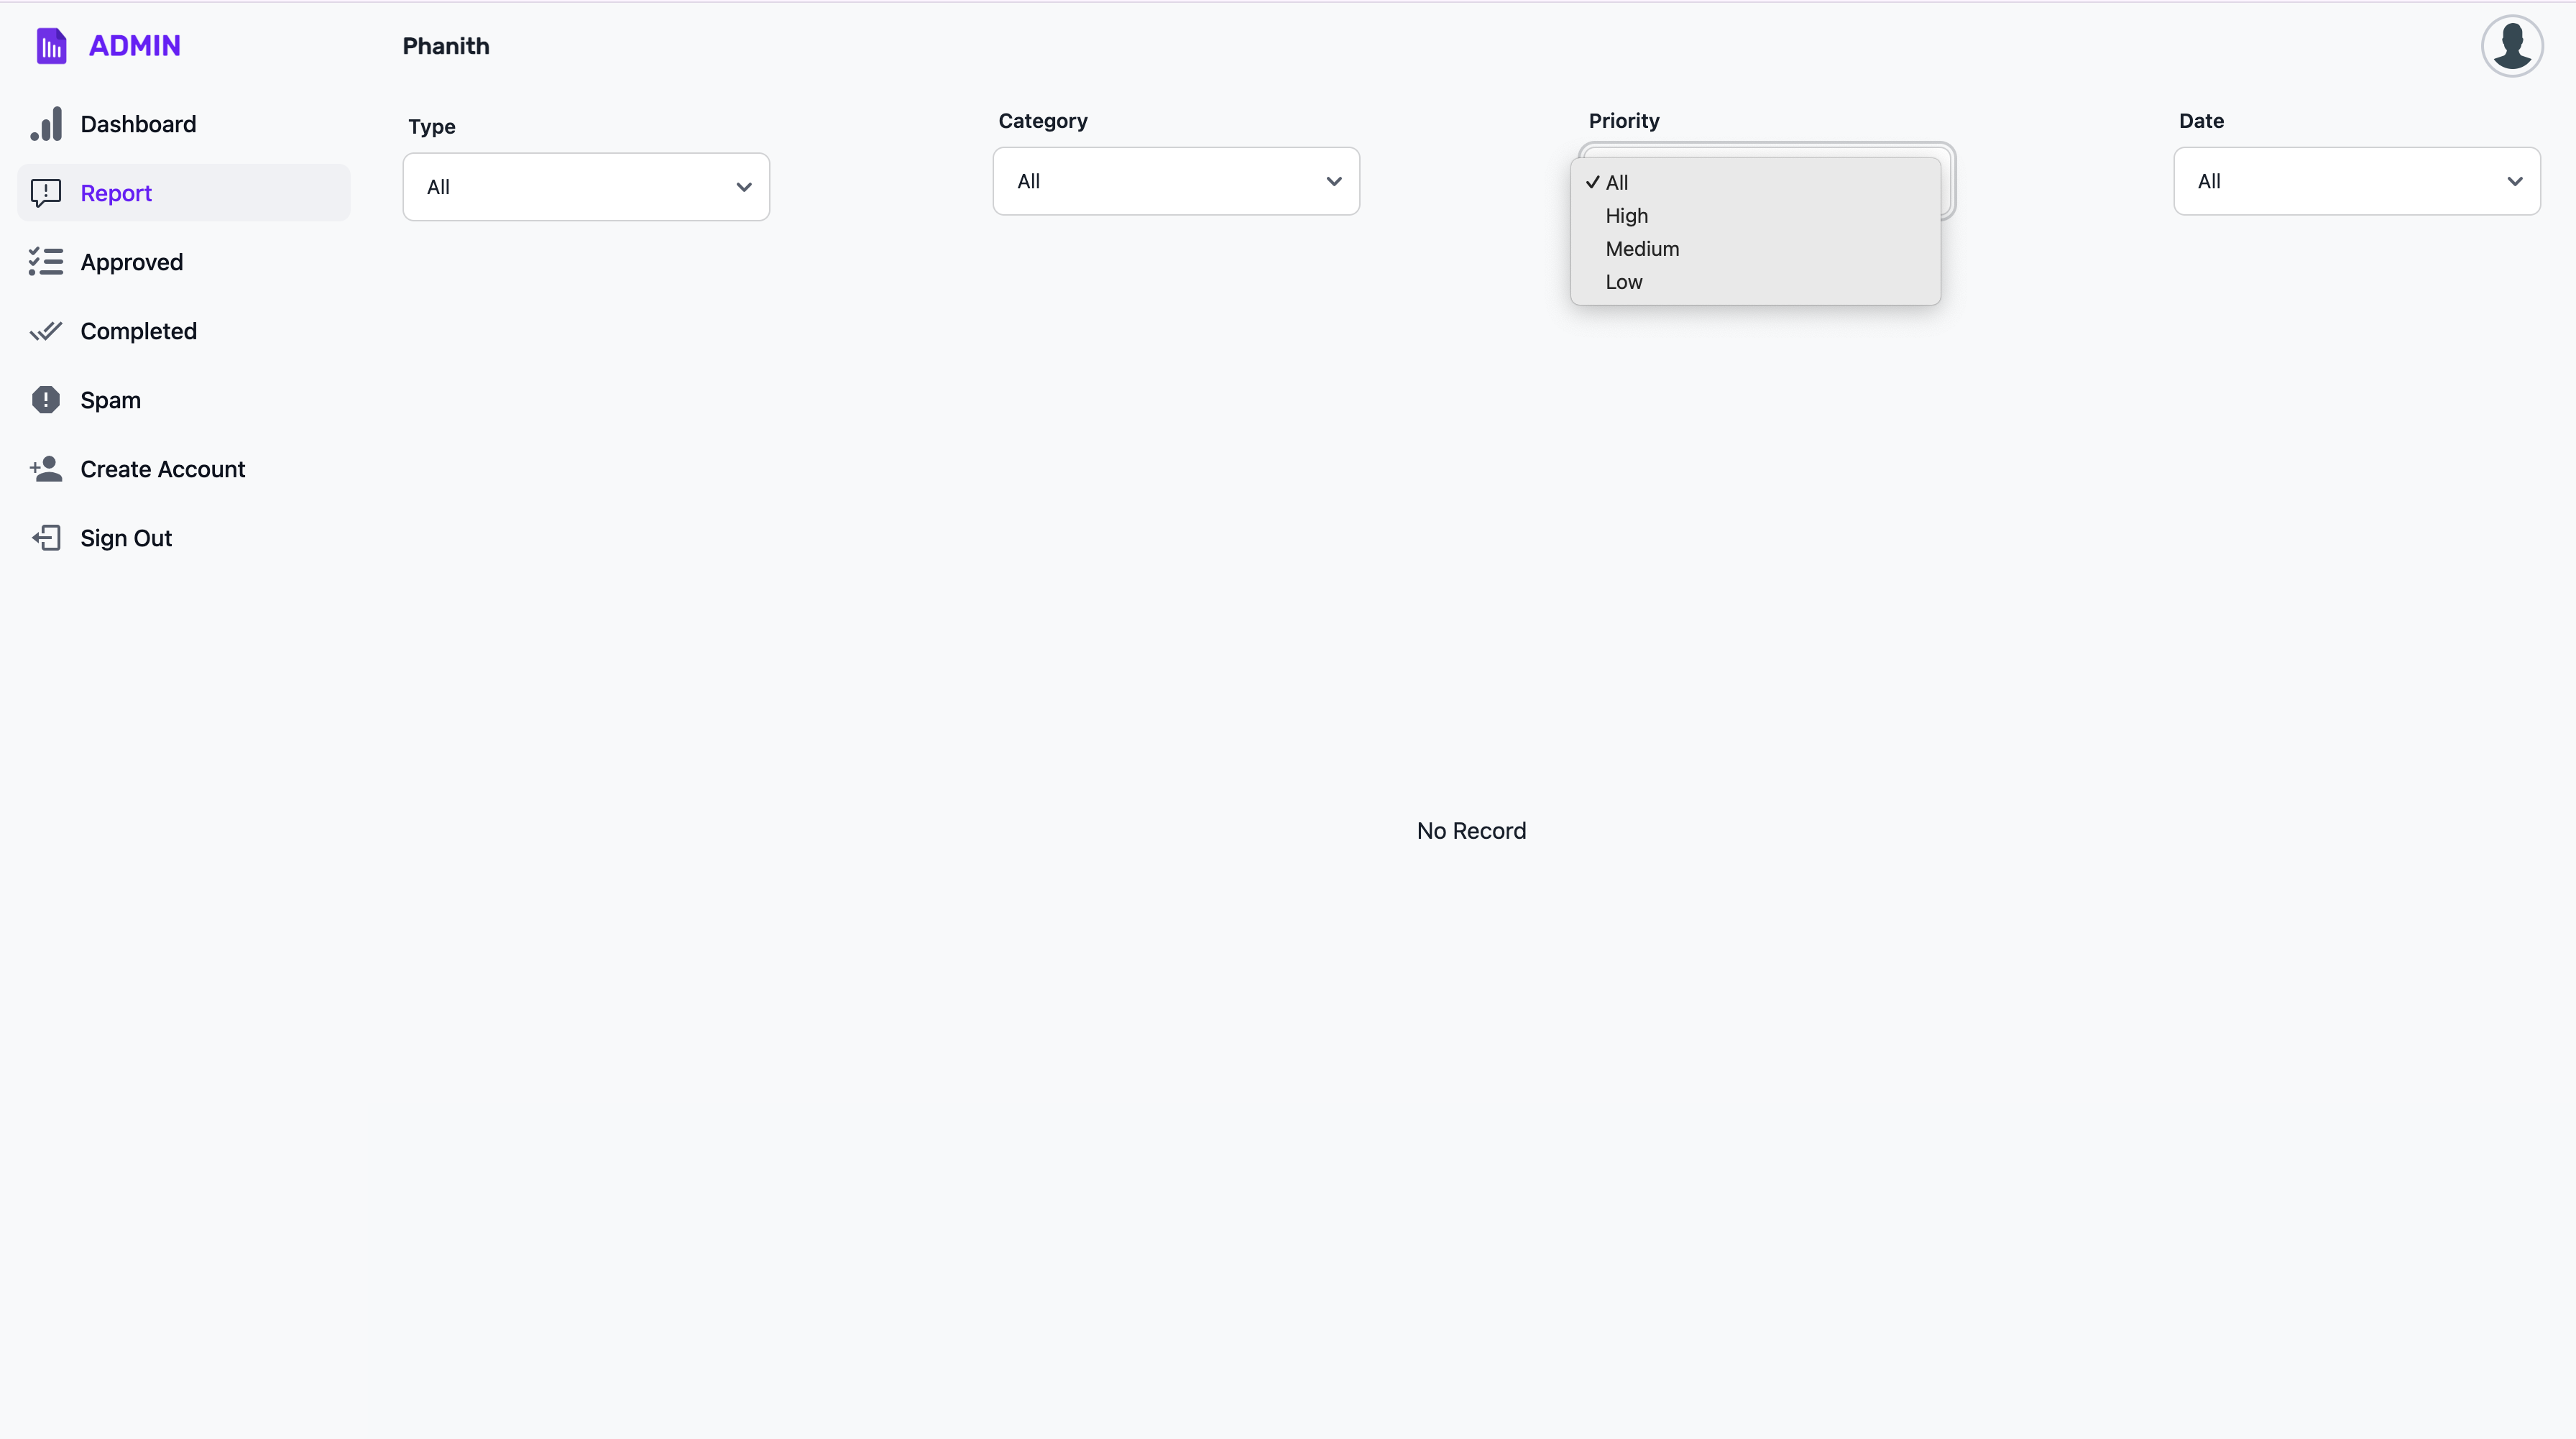 ADMIN
Phanith
Dashboard
Report
Approved
Completed
Spam
Create Account
Sign Out
Type
All
Category
All
Priority
All
High
Medium
Low
Date
All
No Record